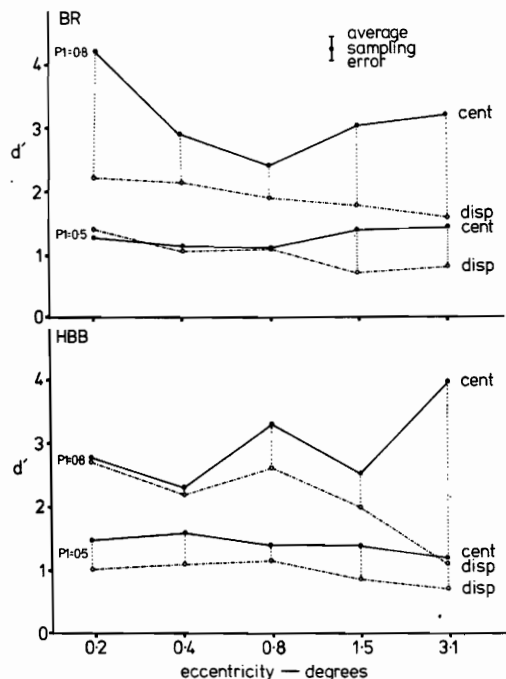 BR
average
sampling
error
4
P1=08
cent
3
d′
2
disp
P1=05
cent
1
disp
0
HBB
4
cent
3
P1=08
d′
2
P1=05
cent
1
disp
disp
0
0·2 0·4 0·8 1·5 3·1
eccentricity — degrees